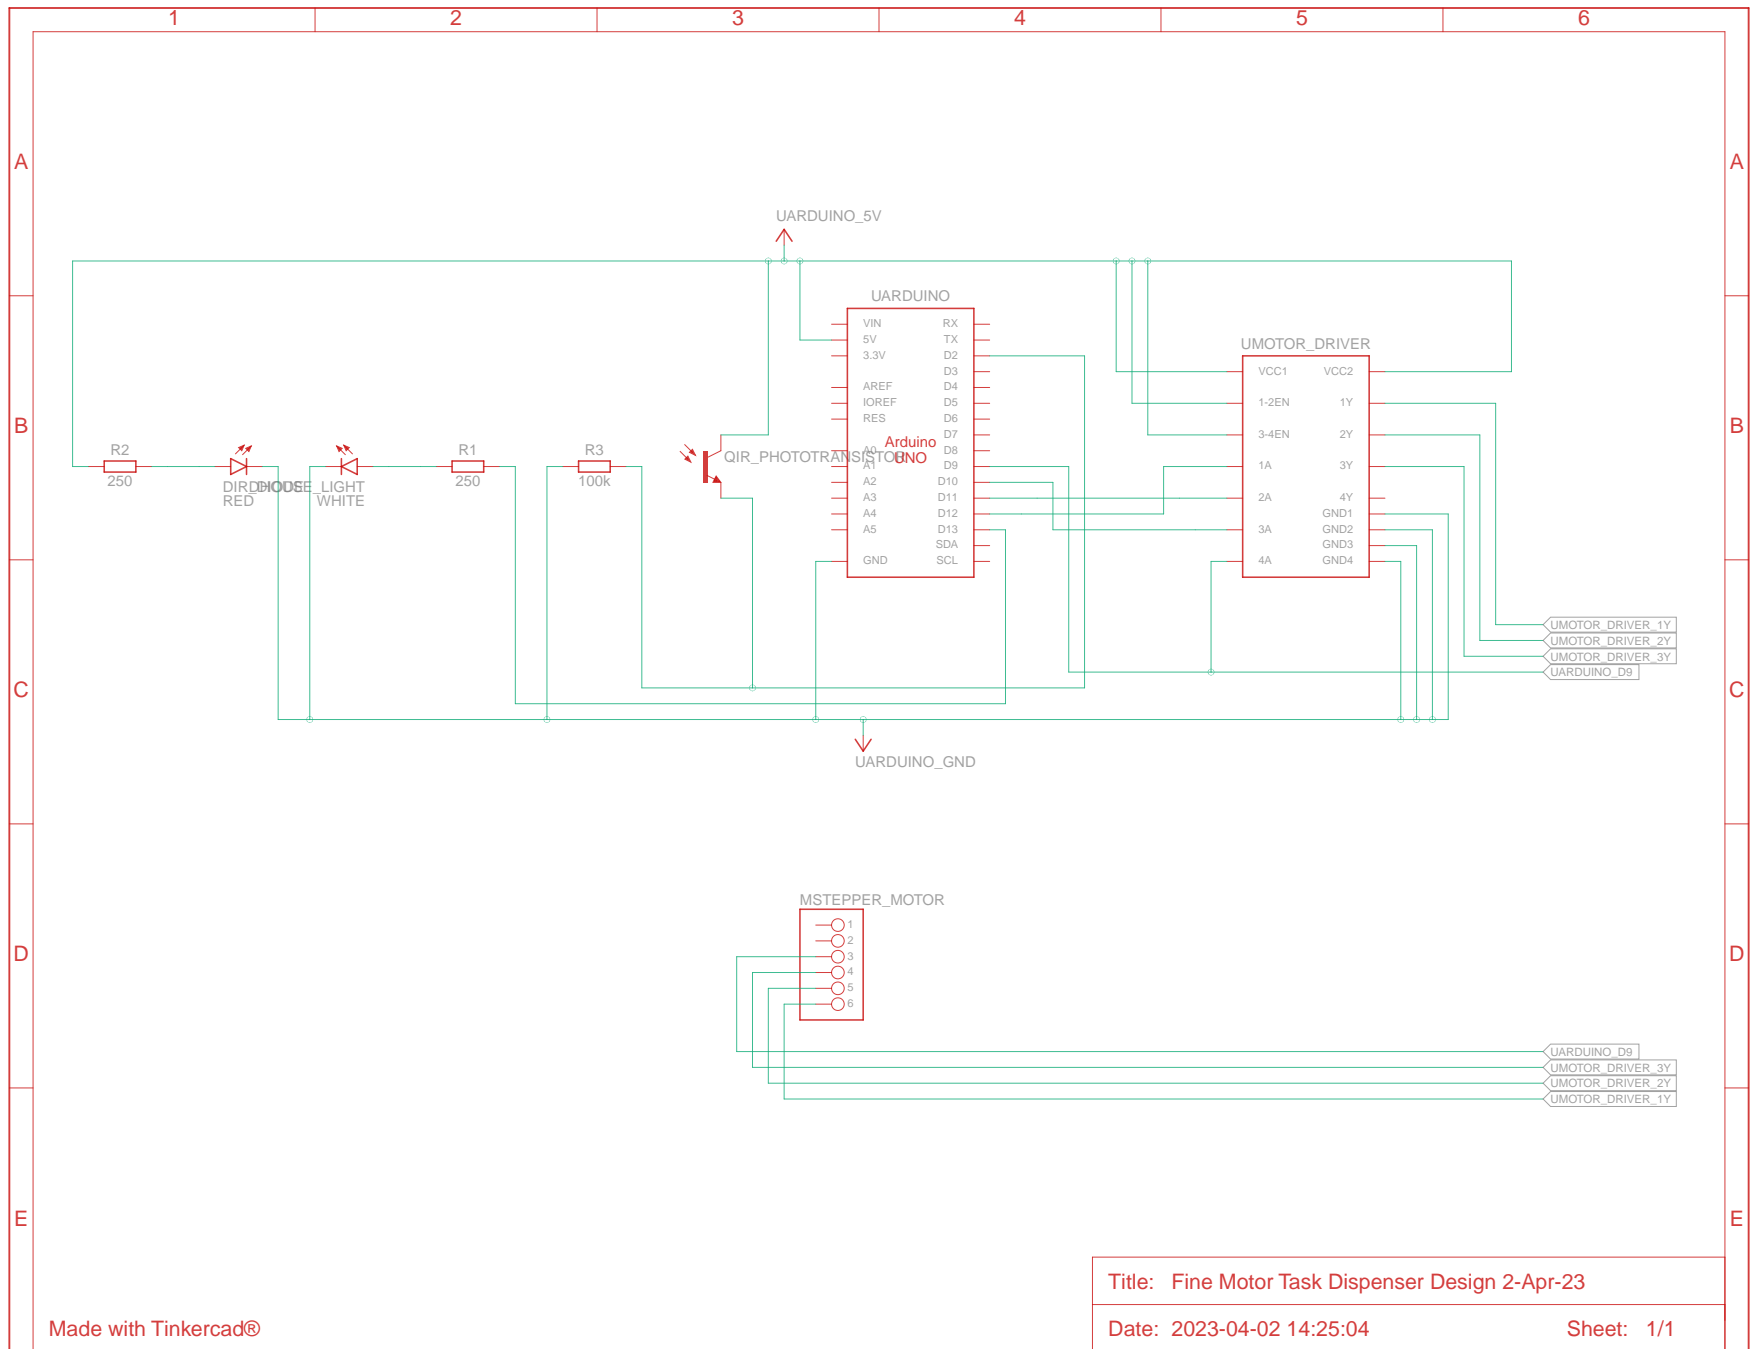 1 2 3 4 5 6
A A
UARDUINO_5V
UARDUINO
VIN RX
5V TX
3.3V D2
D3
AREF D4
IOREF D5
RES D6
D7
A0 D8
A1 D9
A2 D10
A3 D11
A4 D12
A5 D13
SDA
GND SCL
Arduino
UNO
UMOTOR_DRIVER
VCC1 VCC2
1-2EN 1Y
3-4EN 2Y
1A 3Y
2A 4Y
GND1
3A GND2
GND3
4A GND4
B B
R2
250
RED
WHITE
R1
250
R3
100k
QIR_PHOTOTRANSISTOR
UMOTOR_DRIVER_1Y
UMOTOR_DRIVER_2Y
UMOTOR_DRIVER_3Y
UARDUINO_D9
C C
UARDUINO_GND
MSTEPPER_MOTOR
1
2
3
4
5
6
D D
UARDUINO_D9
UMOTOR_DRIVER_3Y
UMOTOR_DRIVER_2Y
UMOTOR_DRIVER_1Y
E E
Title: Fine Motor Task Dispenser Design 2-Apr-23
Made with Tinkercad®
Date: 2023-04-02 14:25:04 Sheet: 1/1